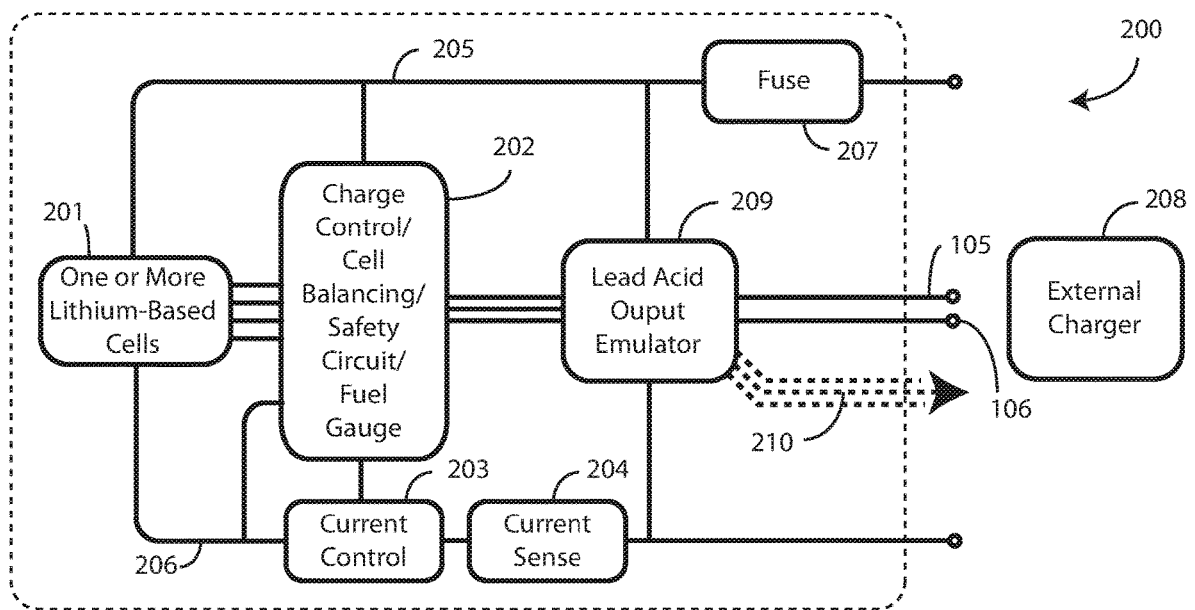 200
205
Fuse
207
202
Charge
Control/
Cell
Balancing/
Safety
Circuit/
Fuel
Gauge
201
One or More
Lithium-Based
Cells
209
Lead Acid
Ouput
Emulator
208
External
Charger
105
106
210
203
Current
Control
204
Current
Sense
206